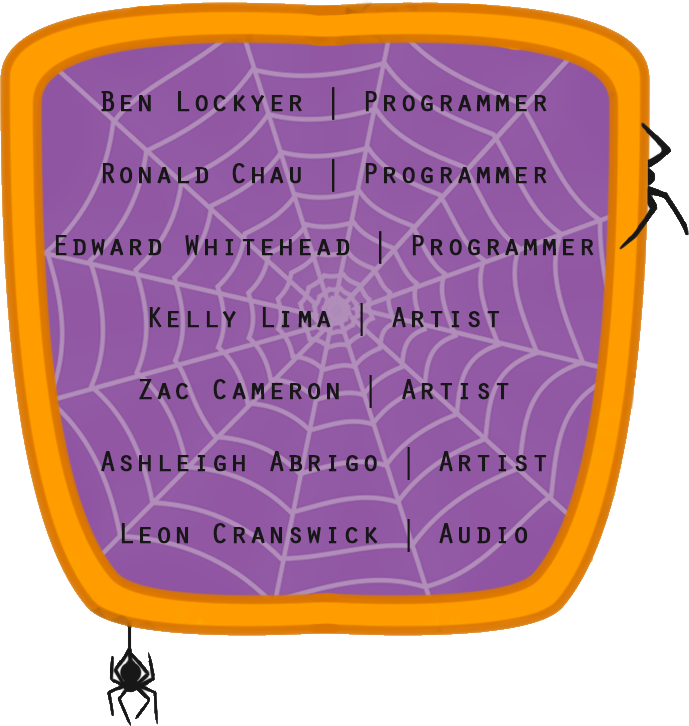 Ben Lockyer | Programmer
Ronald Chau | Programmer
Edward Whitehead | Programmer
Kelly Lima | Artist
Zac Cameron | Artist
Ashleigh Abrigo | Artist
Leon Cranswick | Audio